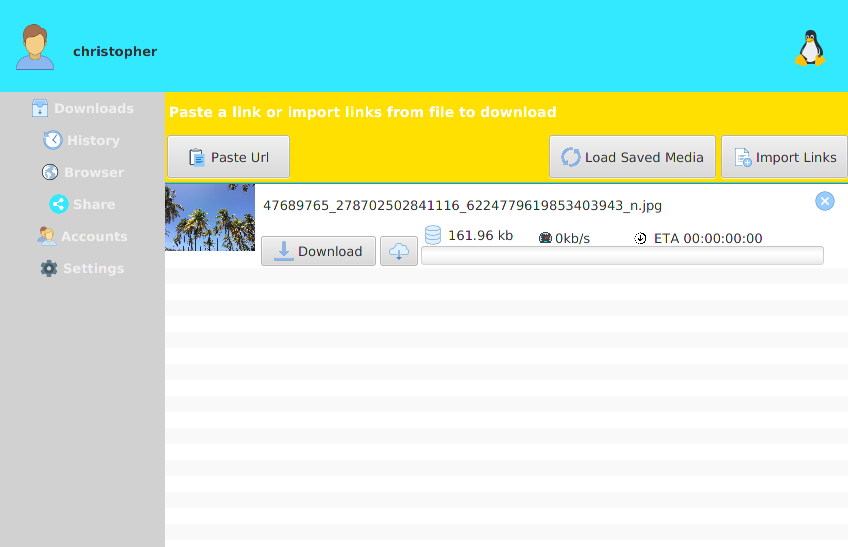 christopher
Downloads
History
Browser
Share
Accounts
Settings
Paste a link or import links from file to download
Paste Url
Load Saved Media
Import Links
47689765_278702502841116_6224779619853403943_n.jpg
Download
161.96 kb
0kb/s
ETA 00:00:00:00